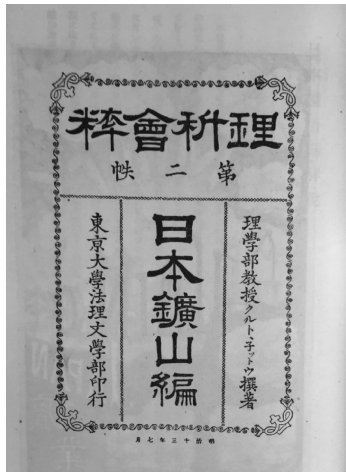 理科會粹
第二帙
理學部教授クルト・子ットウ撰著
日本鑛山編
東京大學法理文學部印行
明治十三年七月